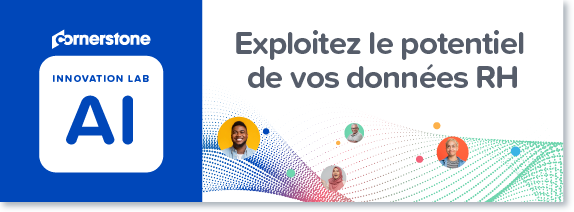 Cornerstone
INNOVATION LAB
AI
Exploitez le potentiel
de vos données RH